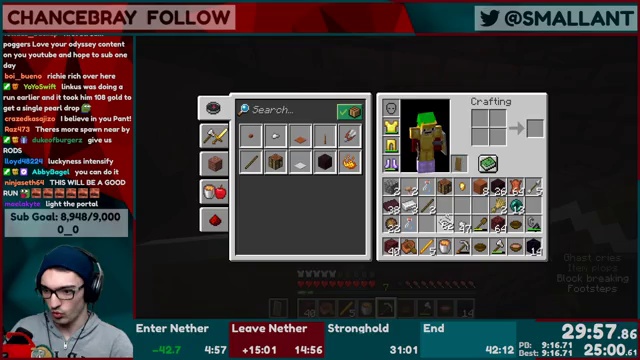 CHANCEBRAY FOLLOW
@SMALLANT
poggers Love your odyssey content
on you youtube and hope to sub one
day
boi_bueno richie rich over here
YoYoSwift linkus was doing a
run earlier and it took him 108 gold to
get a single pearl drop
crazedkasajizo I believe in you Pant!
Raz473 Theres more spawn near by
dukeofburgerz give us
RODS
lloyd48224 luckyness intensify
AbbyBagel you can do it
ninjaseth64 THIS WILL BE A GOOD
RUN
light the portal
Sub Goal: 8,948/9,000
0_0
Search...
Crafting
Ghast cries
Item plops
Block breaking
Footsteps
Enter Nether
-42.7 4:57
Leave Nether
+15:01 14:56
Stronghold
31:01
End
42:12
29:57.86
PB: 9:16.71
Best: 9:16.71
25:00